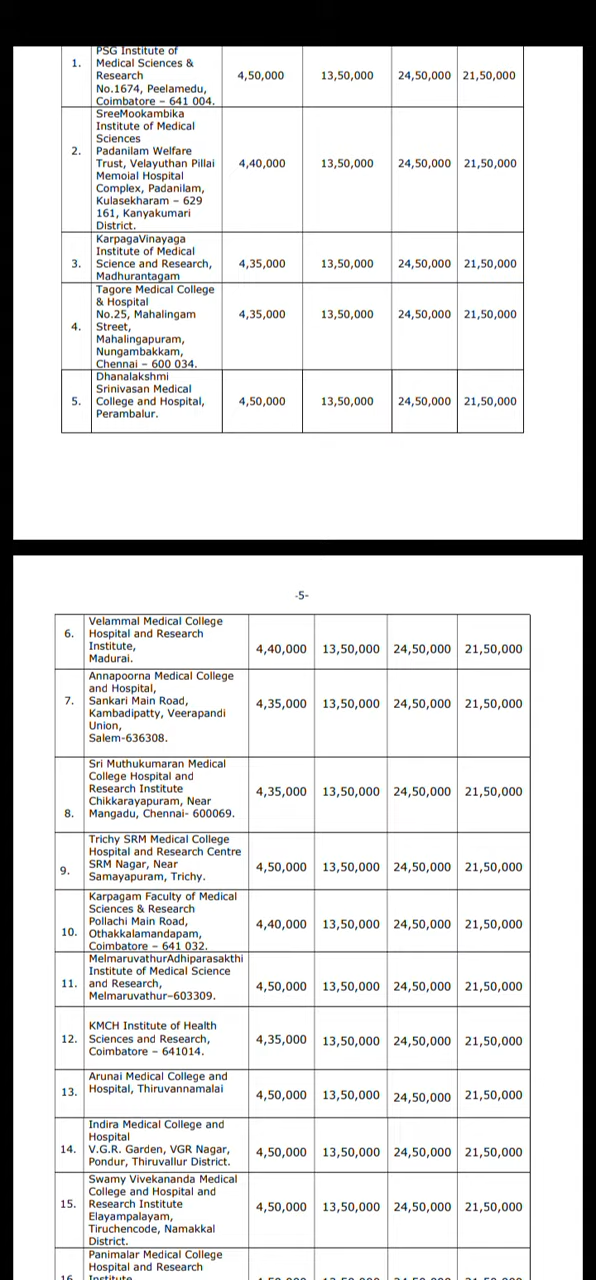 PSG Institute of
1. Medical Sciences &
Research 4,50,000 13,50,000 24,50,000 21,50,000
No.1674, Peelamedu,
Coimbatore – 641 004.
SreeMookambika
Institute of Medical
Sciences
2. Padanilam Welfare
Trust, Velayuthan Pillai 4,40,000 13,50,000 24,50,000 21,50,000
Memoial Hospital
Complex, Padanilam,
Kulasekharam – 629
161, Kanyakumari
District.
KarpagaVinayaga
Institute of Medical
3. Science and Research, 4,35,000 13,50,000 24,50,000 21,50,000
Madhurantagam
Tagore Medical College
& Hospital
No.25, Mahalingam 4,35,000 13,50,000 24,50,000 21,50,000
4. Street,
Mahalingapuram,
Nungambakkam,
Chennai – 600 034.
Dhanalakshmi
Srinivasan Medical
5. College and Hospital, 4,50,000 13,50,000 24,50,000 21,50,000
Perambalur.
-5-
Velammal Medical College
6. Hospital and Research
Institute, 4,40,000 13,50,000 24,50,000 21,50,000
Madurai.
Annapoorna Medical College
and Hospital,
7. Sankari Main Road, 4,35,000 13,50,000 24,50,000 21,50,000
Kambadipatty, Veerapandi
Union,
Salem-636308.
Sri Muthukumaran Medical
College Hospital and
Research Institute 4,35,000 13,50,000 24,50,000 21,50,000
Chikkarayapuram, Near
8. Mangadu, Chennai- 600069.
Trichy SRM Medical College
Hospital and Research Centre
9. SRM Nagar, Near 4,50,000 13,50,000 24,50,000 21,50,000
Samayapuram, Trichy.
Karpagam Faculty of Medical
Sciences & Research
Pollachi Main Road, 4,40,000 13,50,000 24,50,000 21,50,000
10. Othakkalamandapam,
Coimbatore – 641 032.
MelmaruvathurAdhiparasakthi
Institute of Medical Science
11. and Research, 4,50,000 13,50,000 24,50,000 21,50,000
Melmaruvathur–603309.
KMCH Institute of Health
12. Sciences and Research, 4,35,000 13,50,000 24,50,000 21,50,000
Coimbatore – 641014.
Arunai Medical College and
13. Hospital, Thiruvannamalai 4,50,000 13,50,000 24,50,000 21,50,000
Indira Medical College and
Hospital
14. V.G.R. Garden, VGR Nagar, 4,50,000 13,50,000 24,50,000 21,50,000
Pondur, Thiruvallur District.
Swamy Vivekananda Medical
College and Hospital and
15. Research Institute 4,50,000 13,50,000 24,50,000 21,50,000
Elayampalayam,
Tiruchencode, Namakkal
District.
Panimalar Medical College
Hospital and Research
16. Institute